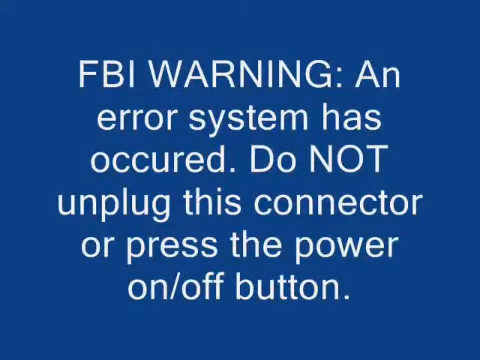 FBI WARNING: An
error system has
occured. Do NOT
unplug this connector
or press the power
on/off button.